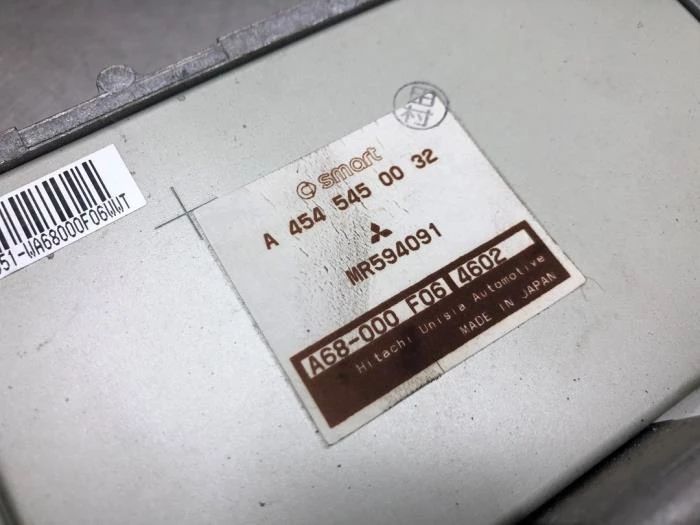 田村
smart
A 454 545 00 32
MR594091
A68-000 F06 4602
Hitachi Unisia Automotive
MADE IN JAPAN
51-WA68000F06WWT